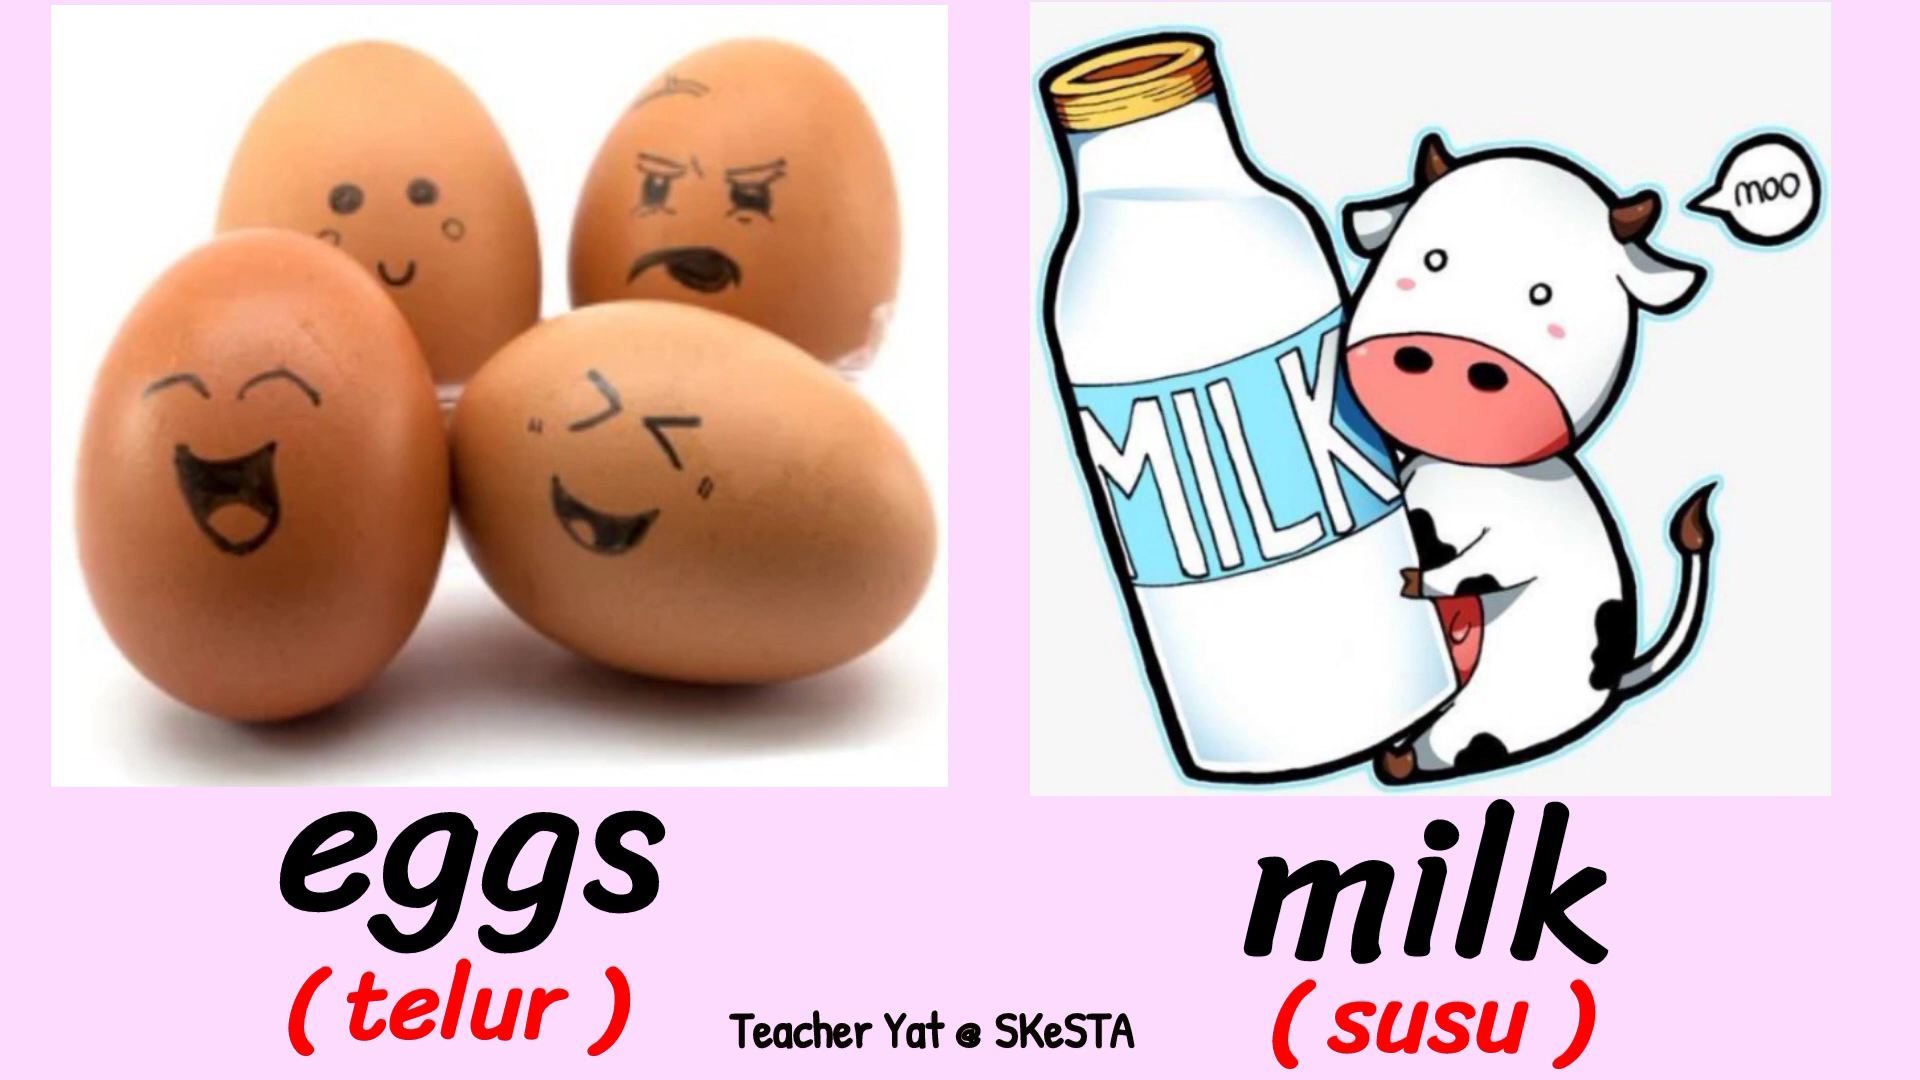 moo
MILK
eggs
( telur )
milk
( susu )
Teacher Yat @ SKeSTA